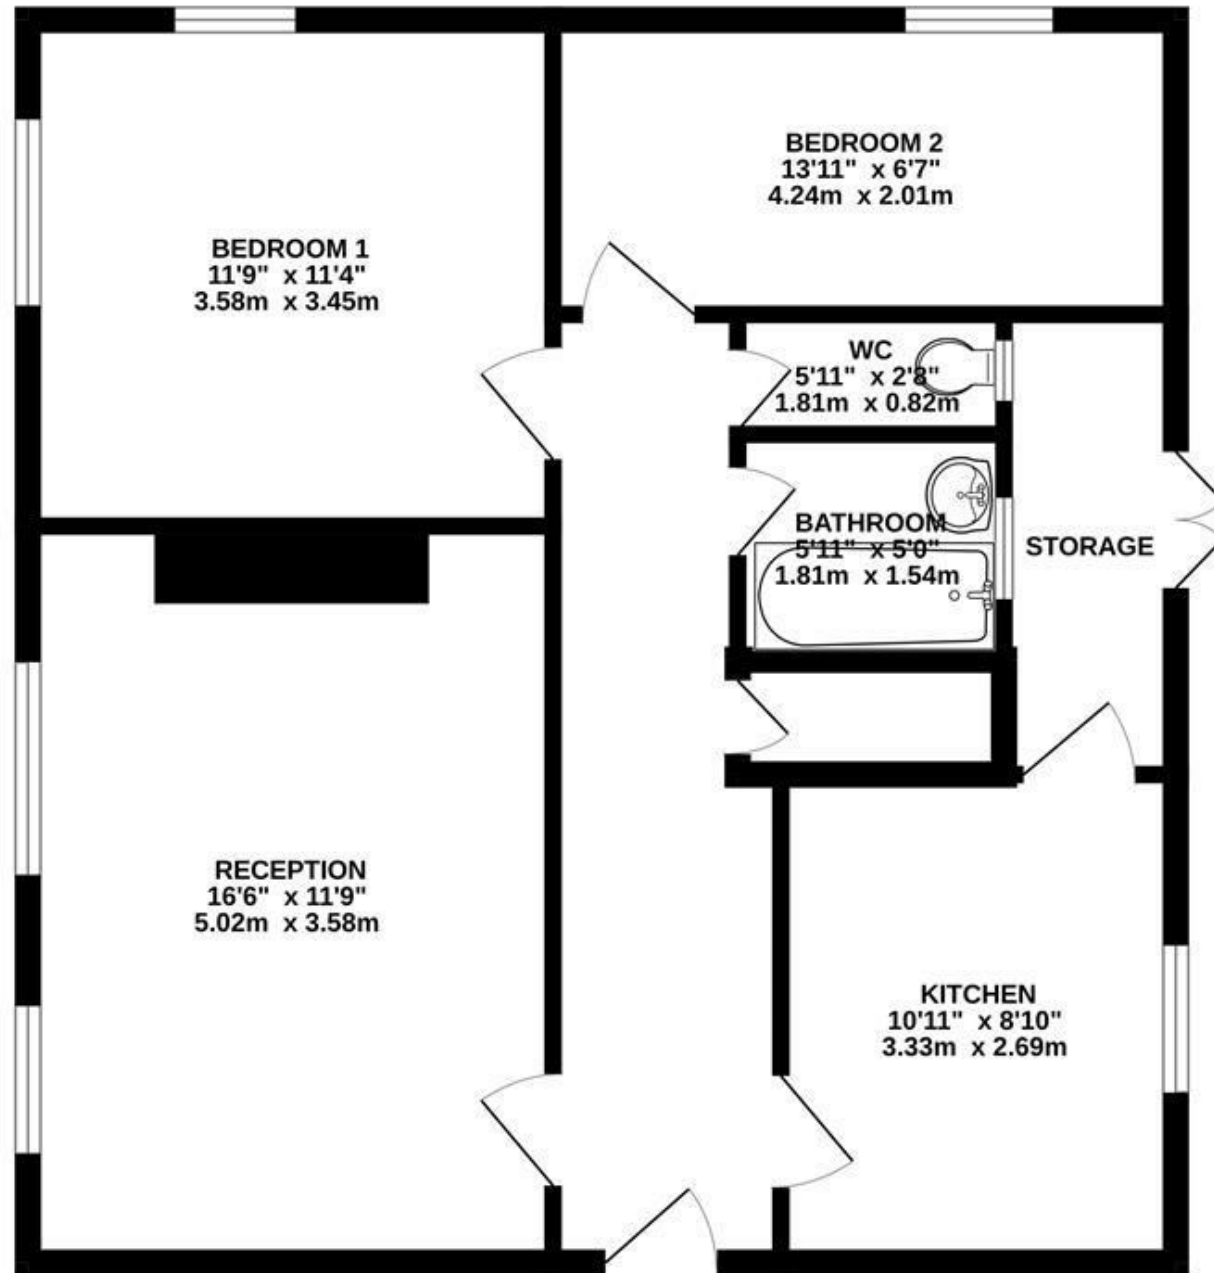 BEDROOM 1
11'9" x 11'4"
3.58m x 3.45m
BEDROOM 2
13'11" x 6'7"
4.24m x 2.01m
WC
5'11" x 2'8"
1.81m x 0.82m
BATHROOM
5'11" x 5'0"
1.81m x 1.54m
STORAGE
RECEPTION
16'6" x 11'9"
5.02m x 3.58m
KITCHEN
10'11" x 8'10"
3.33m x 2.69m